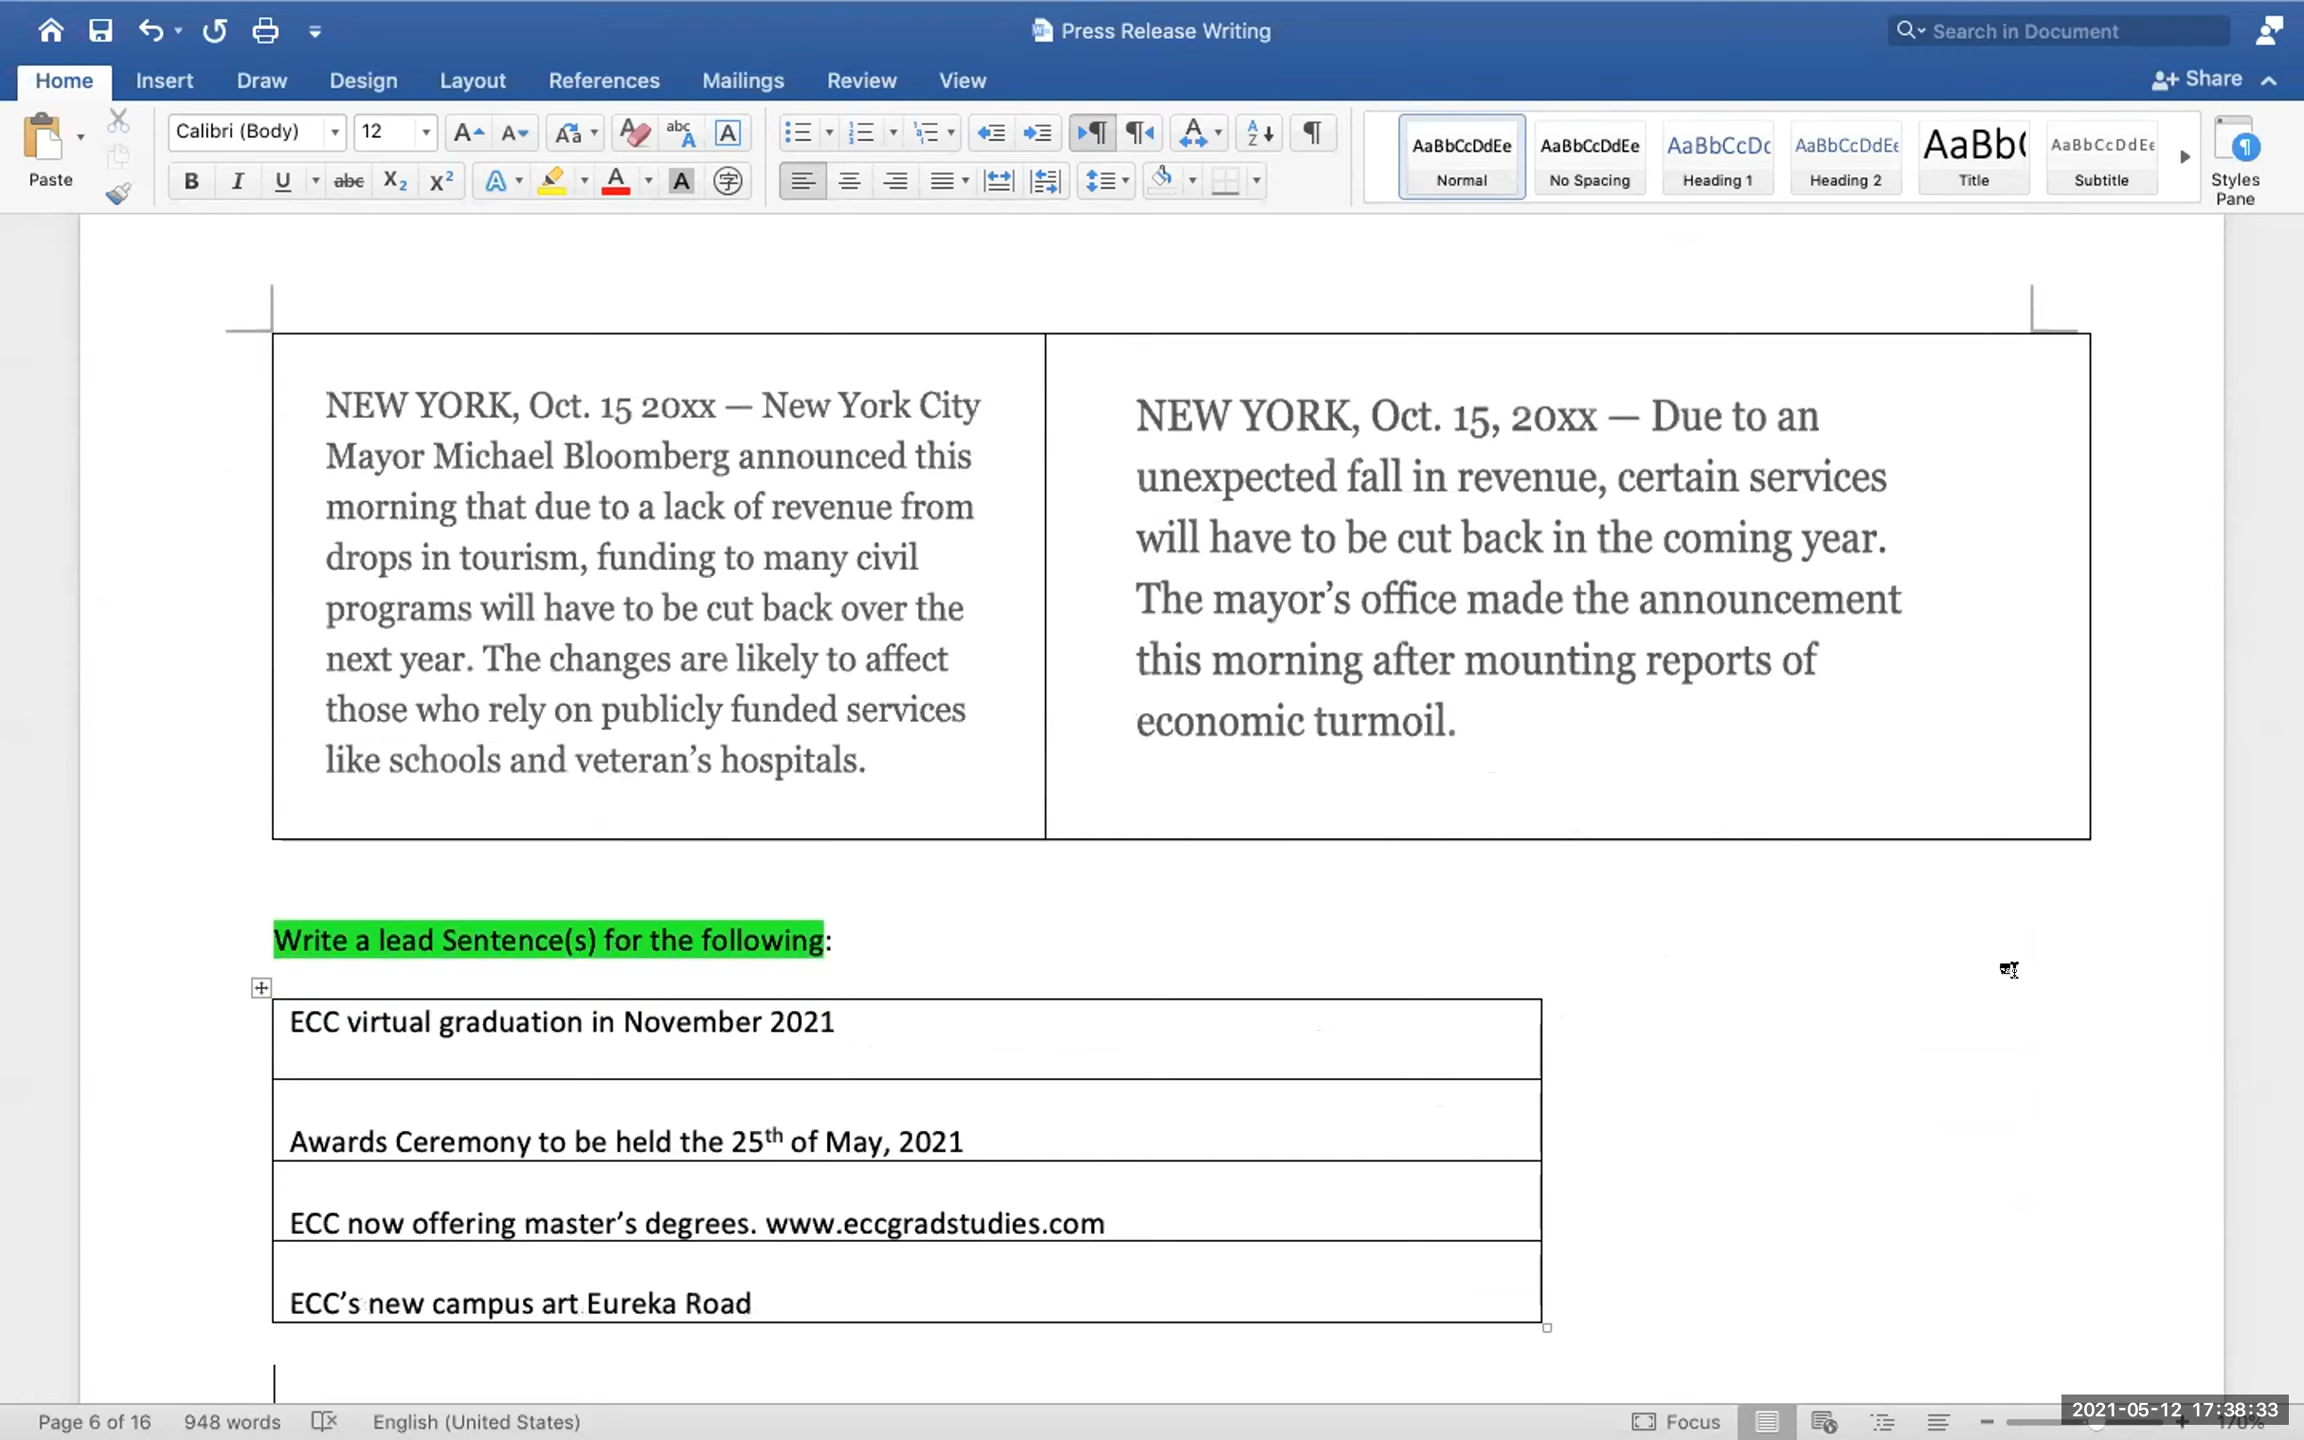 Press Release Writing
Search in Document
Home Insert Draw Design Layout References Mailings Review View
Share
Calibri (Body) 12
Paste
AaBbCcDdEe AaBbCcDdEe AaBbCcDc AaBbCcDdEe AaBb( AaBbCcDdEe
Normal No Spacing Heading 1 Heading 2 Title Subtitle
Styles
Pane
NEW YORK, Oct. 15 20xx — New York City
Mayor Michael Bloomberg announced this
morning that due to a lack of revenue from
drops in tourism, funding to many civil
programs will have to be cut back over the
next year. The changes are likely to affect
those who rely on publicly funded services
like schools and veteran’s hospitals.
NEW YORK, Oct. 15, 20xx — Due to an
unexpected fall in revenue, certain services
will have to be cut back in the coming year.
The mayor’s office made the announcement
this morning after mounting reports of
economic turmoil.
Write a lead Sentence(s) for the following:
ECC virtual graduation in November 2021
Awards Ceremony to be held the 25th of May, 2021
ECC now offering master’s degrees. www.eccgradstudies.com
ECC’s new campus art Eureka Road
Page 6 of 16 948 words English (United States) Focus 170%
2021-05-12 17:38:33